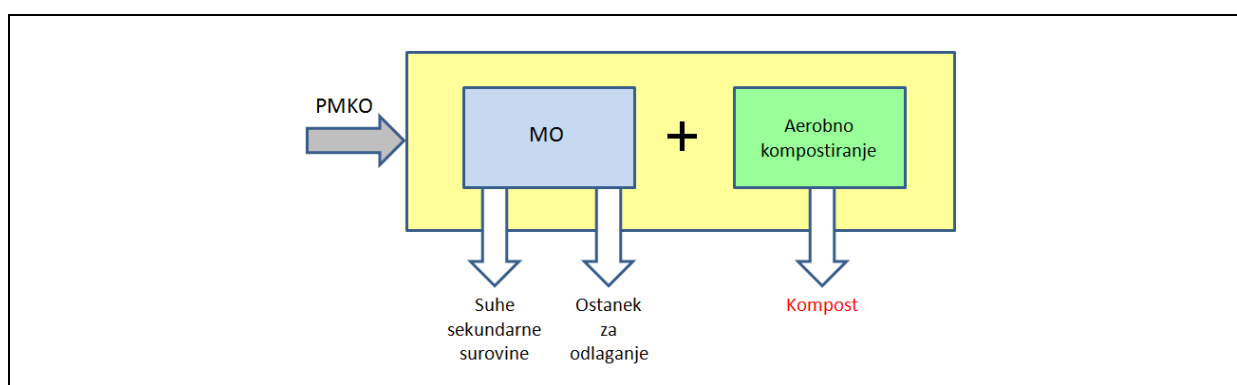 PMKO
MO
+
Aerobno
kompostiranje
Suhe
sekundarne
surovine
Ostanek
za
odlaganje
Kompost